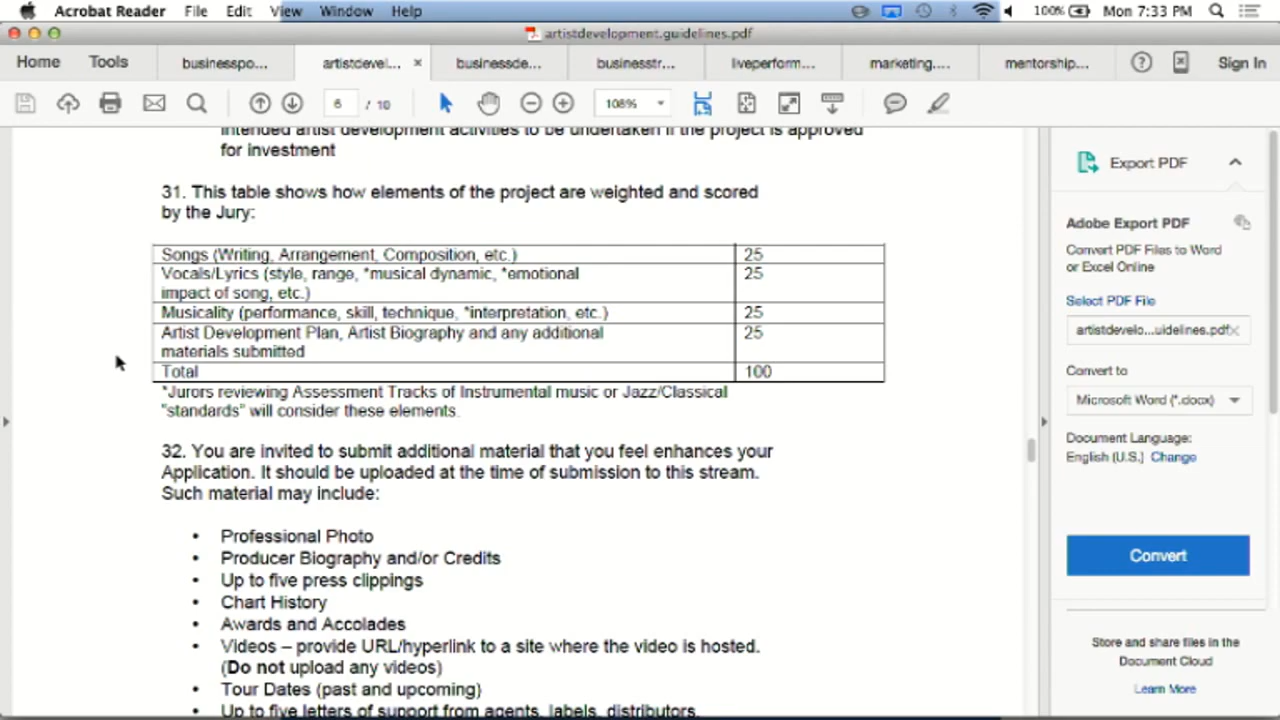 Acrobat Reader File Edit View Window Help 100% Mon 7:33 PM
artistdevelopment.guidelines.pdf
Home Tools businesspo... artistdevel... × businessde... businesstr... liveperform... marketing.... mentorship... Sign In
6 / 10 108%
intended artist development activities to be undertaken if the project is approved
for investment
31. This table shows how elements of the project are weighted and scored
by the Jury:
Songs (Writing, Arrangement, Composition, etc.) 25
Vocals/Lyrics (style, range, *musical dynamic, *emotional 25
impact of song, etc.)
Musicality (performance, skill, technique, *interpretation, etc.) 25
Artist Development Plan, Artist Biography and any additional 25
materials submitted
Total 100
*Jurors reviewing Assessment Tracks of Instrumental music or Jazz/Classical
"standards" will consider these elements.
32. You are invited to submit additional material that you feel enhances your
Application. It should be uploaded at the time of submission to this stream.
Such material may include:
• Professional Photo
• Producer Biography and/or Credits
• Up to five press clippings
• Chart History
• Awards and Accolades
• Videos – provide URL/hyperlink to a site where the video is hosted.
(Do not upload any videos)
• Tour Dates (past and upcoming)
• Up to five letters of support from agents, labels, distributors,
Export PDF
Adobe Export PDF
Convert PDF Files to Word
or Excel Online
Select PDF File
artistdevelo...uidelines.pdf ×
Convert to
Microsoft Word (*.docx)
Document Language:
English (U.S.) Change
Convert
Store and share files in the
Document Cloud
Learn More